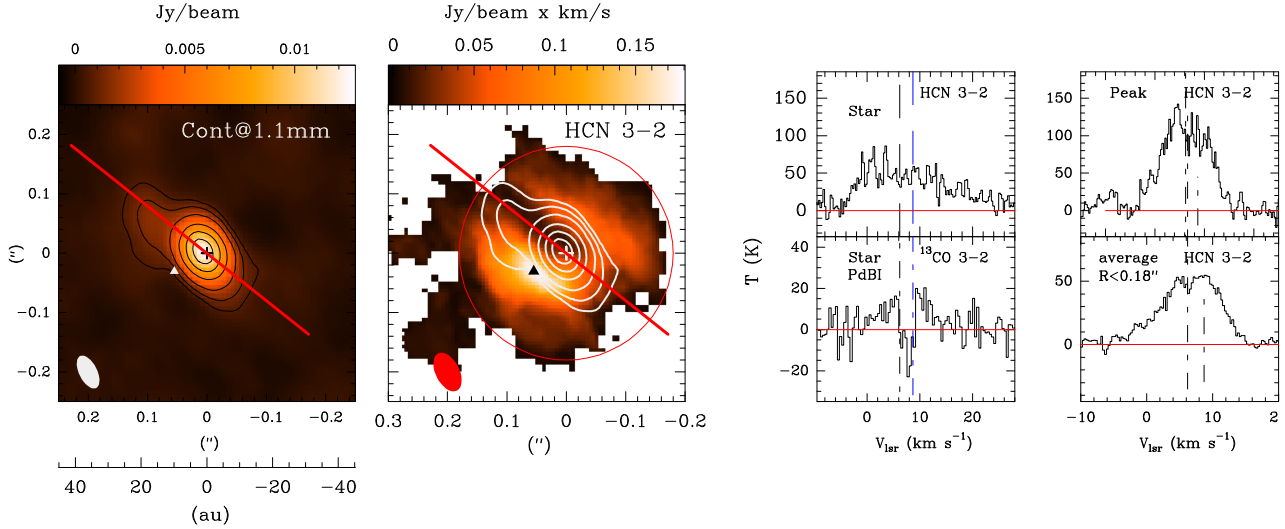 Jy/beam
0 0.005 0.01
Cont@1.1mm
0.2
0.1
0
-0.1
-0.2
(")
0.2 0.1 0 -0.1 -0.2
(")
40 20 0 -20 -40
(au)
Jy/beam x km/s
0 0.05 0.1 0.15
HCN 3-2
0.3 0.2 0.1 0 -0.1 -0.2
(")
T (K)
150
100
50
0
Star
HCN 3-2
40
20
0
-20
Star
PdBI
¹³CO 3-2
0 10 20
V_lsr (km s⁻¹)
150
100
50
0
Peak
HCN 3-2
50
0
average
R<0.18"
HCN 3-2
-10 0 10 2
V_lsr (km s⁻¹)